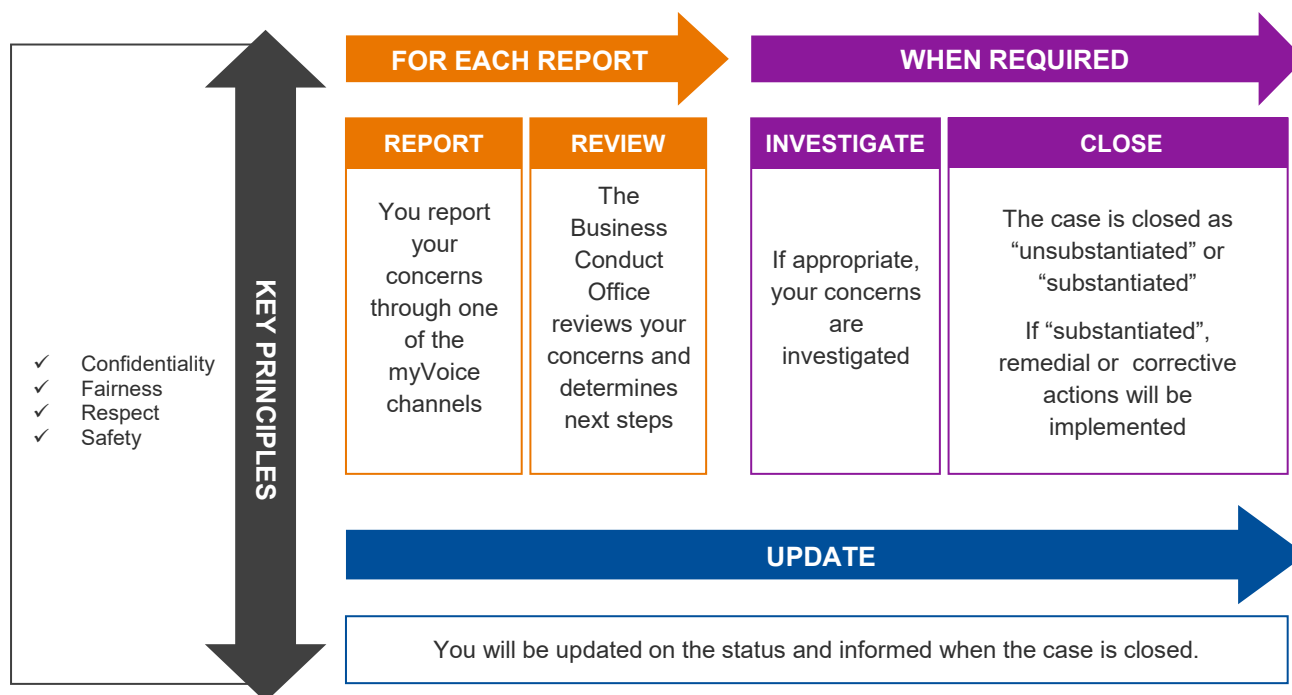 ✓ Confidentiality
✓ Fairness
✓ Respect
✓ Safety
KEY PRINCIPLES
FOR EACH REPORT
WHEN REQUIRED
REPORT
You report
your
concerns
through one
of the
myVoice
channels
REVIEW
The
Business
Conduct
Office
reviews your
concerns and
determines
next steps
INVESTIGATE
If appropriate,
your concerns
are
investigated
CLOSE
The case is closed as
“unsubstantiated” or
“substantiated”
If “substantiated”,
remedial or corrective
actions will be
implemented
UPDATE
You will be updated on the status and informed when the case is closed.